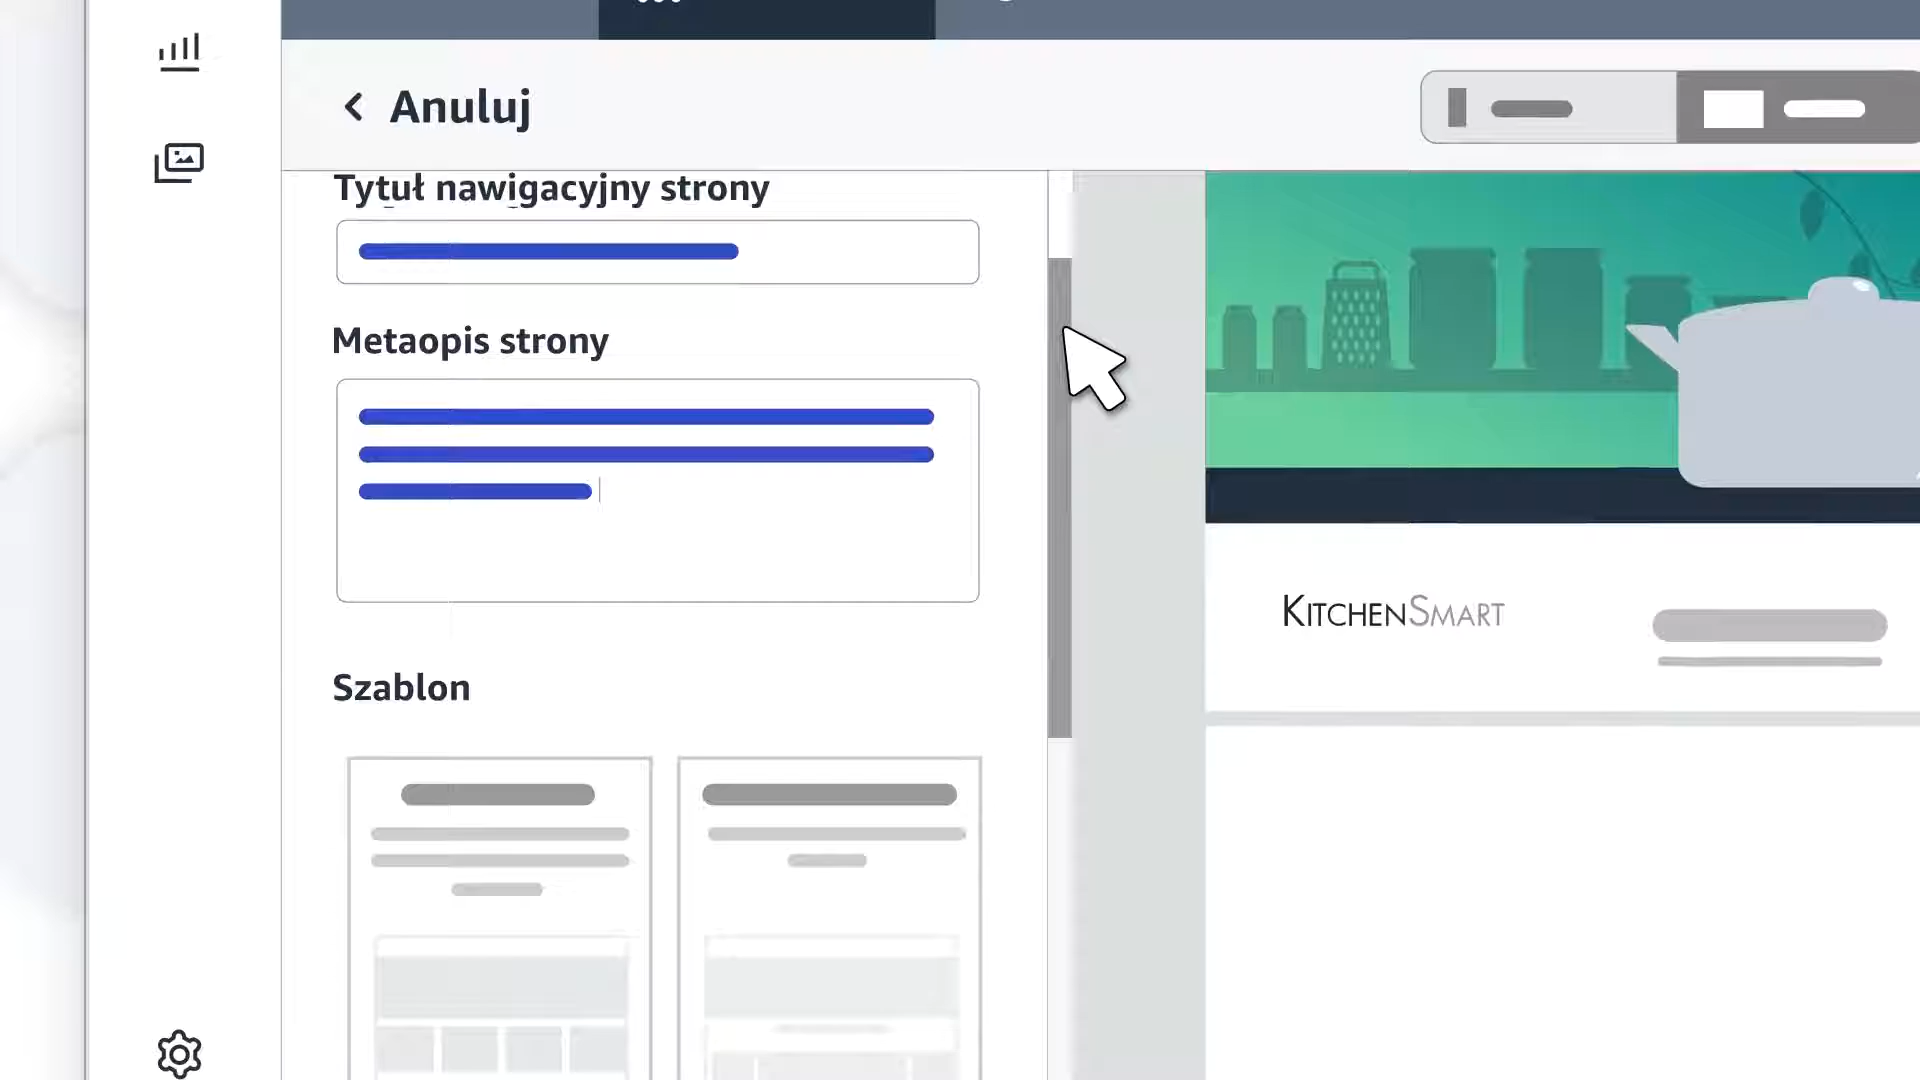 Anuluj
Tytuł nawigacyjny strony
Metaopis strony
KITCHENSMART
Szablon